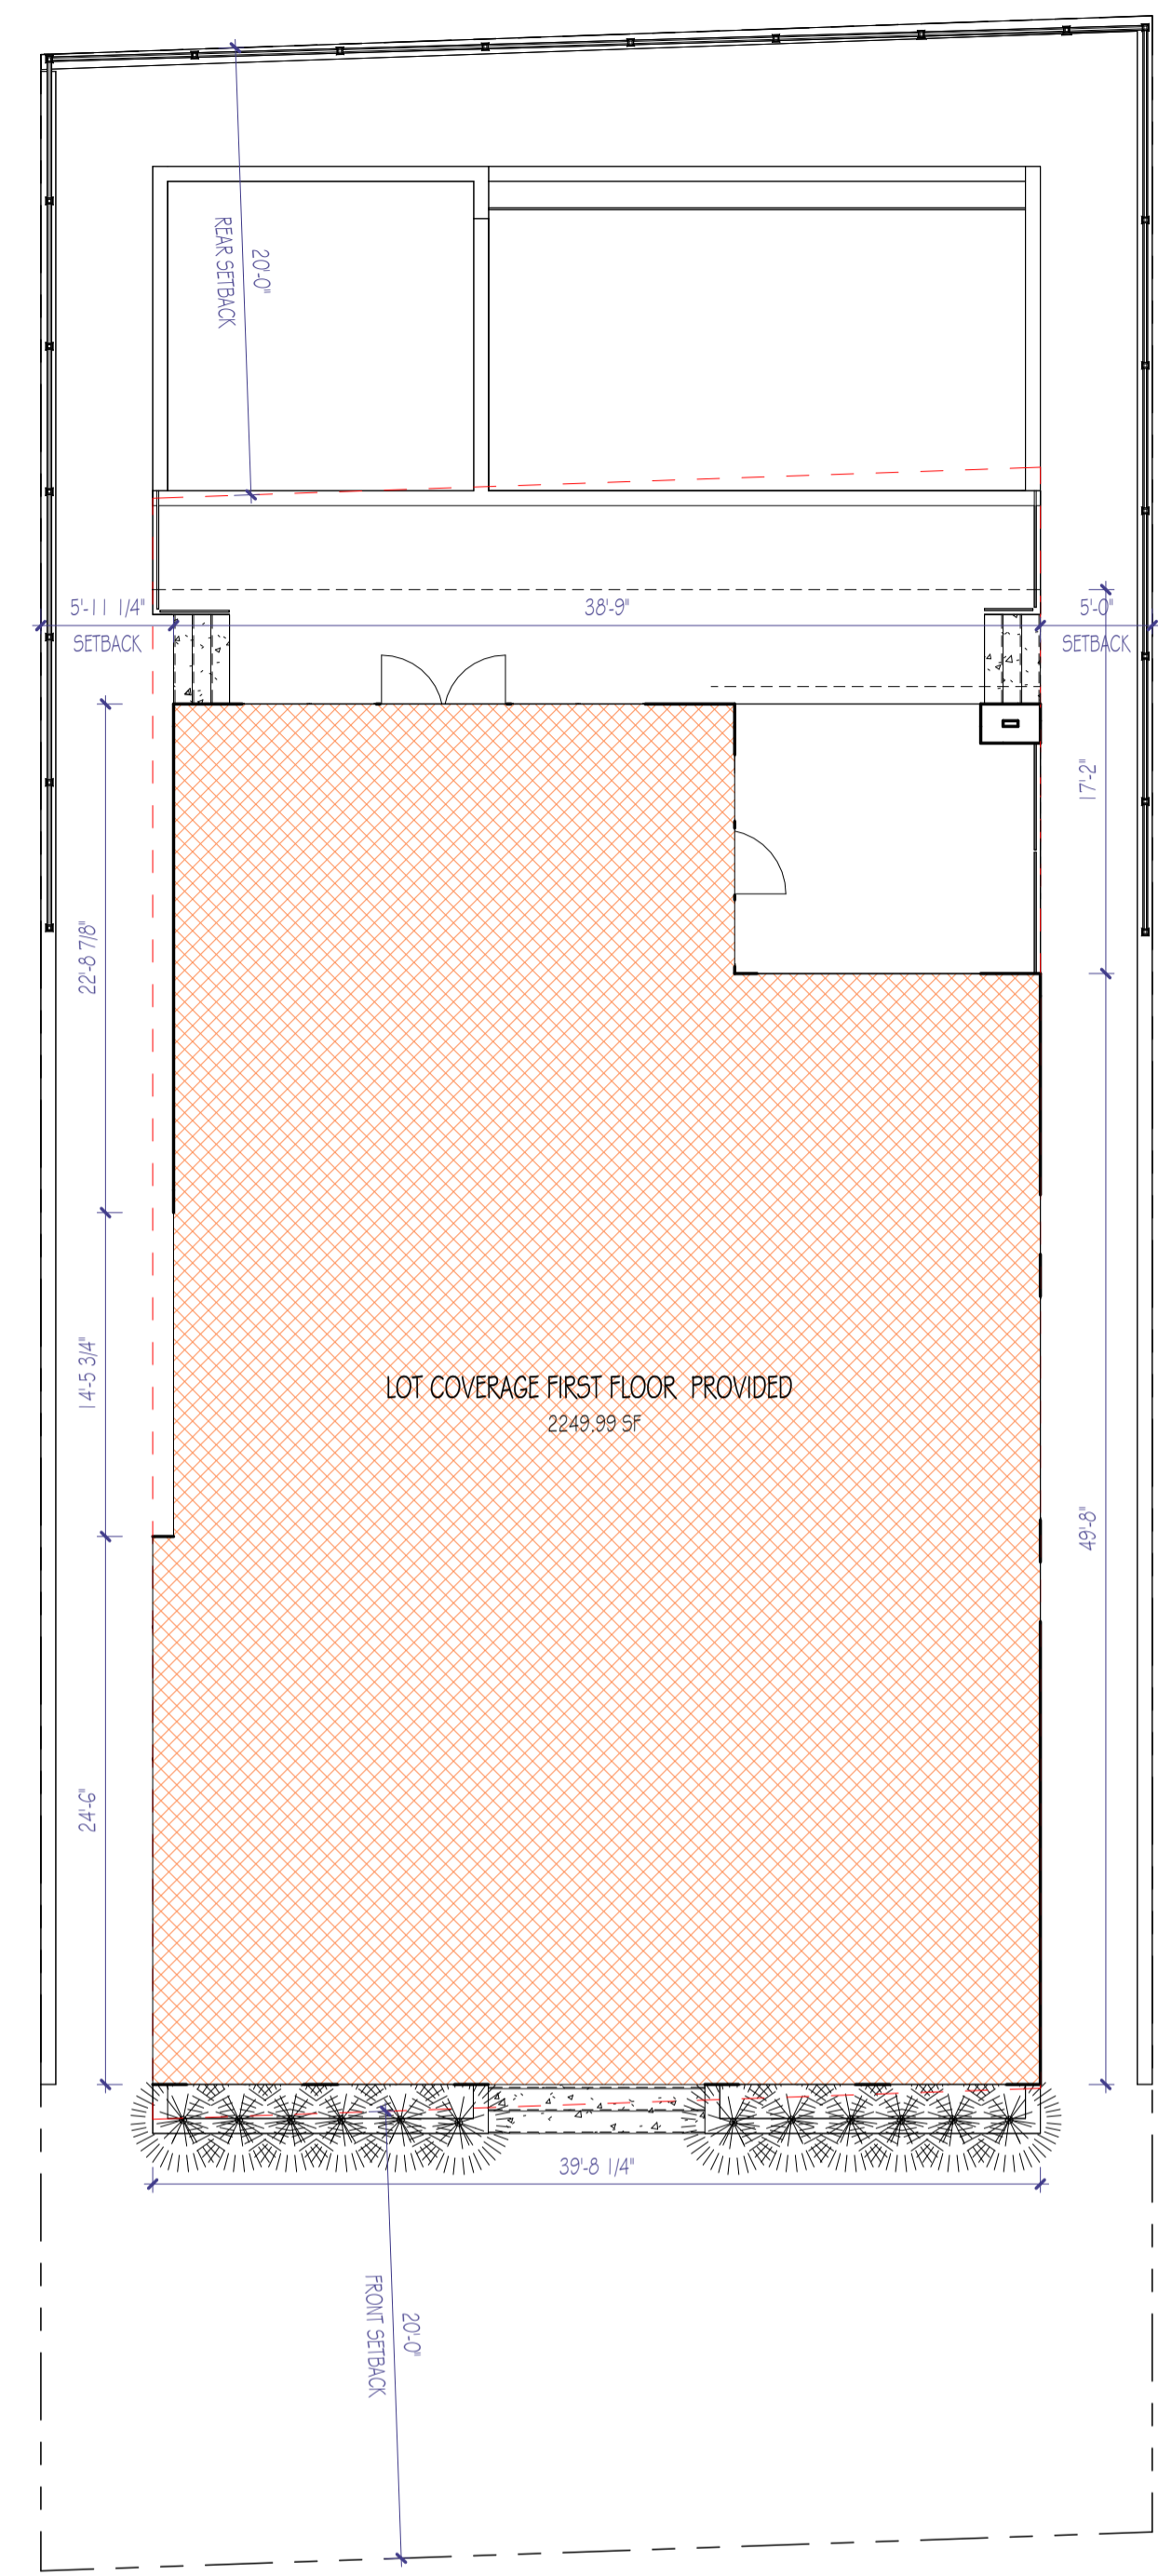 20'-0"
REAR SETBACK
5'-11 1/4"
SETBACK
38'-9"
5'-0"
SETBACK
17'-2"
22'-8 7/8"
14'-5 3/4"
LOT COVERAGE FIRST FLOOR PROVIDED
2249.99 SF
49'-8"
24'-6"
39'-8 1/4"
20'-0"
FRONT SETBACK